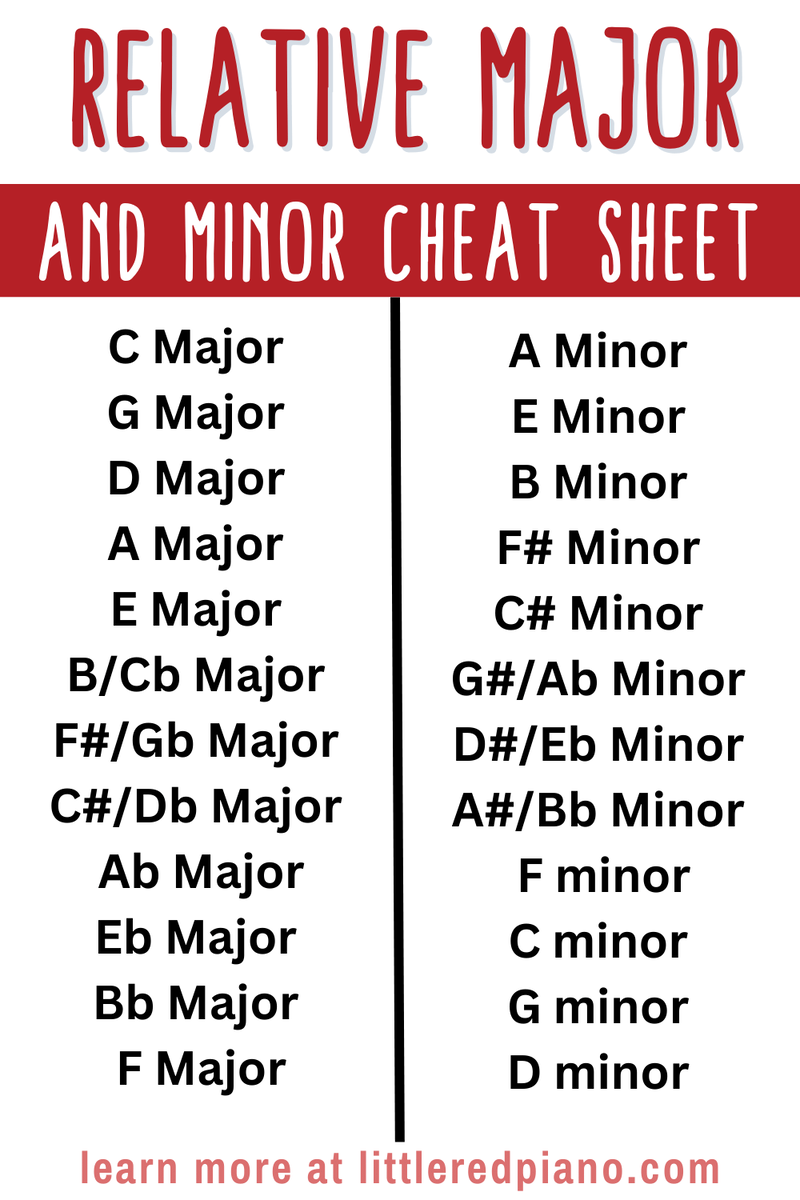 RELATIVE MAJOR
AND MINOR CHEAT SHEET
C Major
G Major
D Major
A Major
E Major
B/Cb Major
F#/Gb Major
C#/Db Major
Ab Major
Eb Major
Bb Major
F Major
A Minor
E Minor
B Minor
F# Minor
C# Minor
G#/Ab Minor
D#/Eb Minor
A#/Bb Minor
F minor
C minor
G minor
D minor
learn more at littleredpiano.com